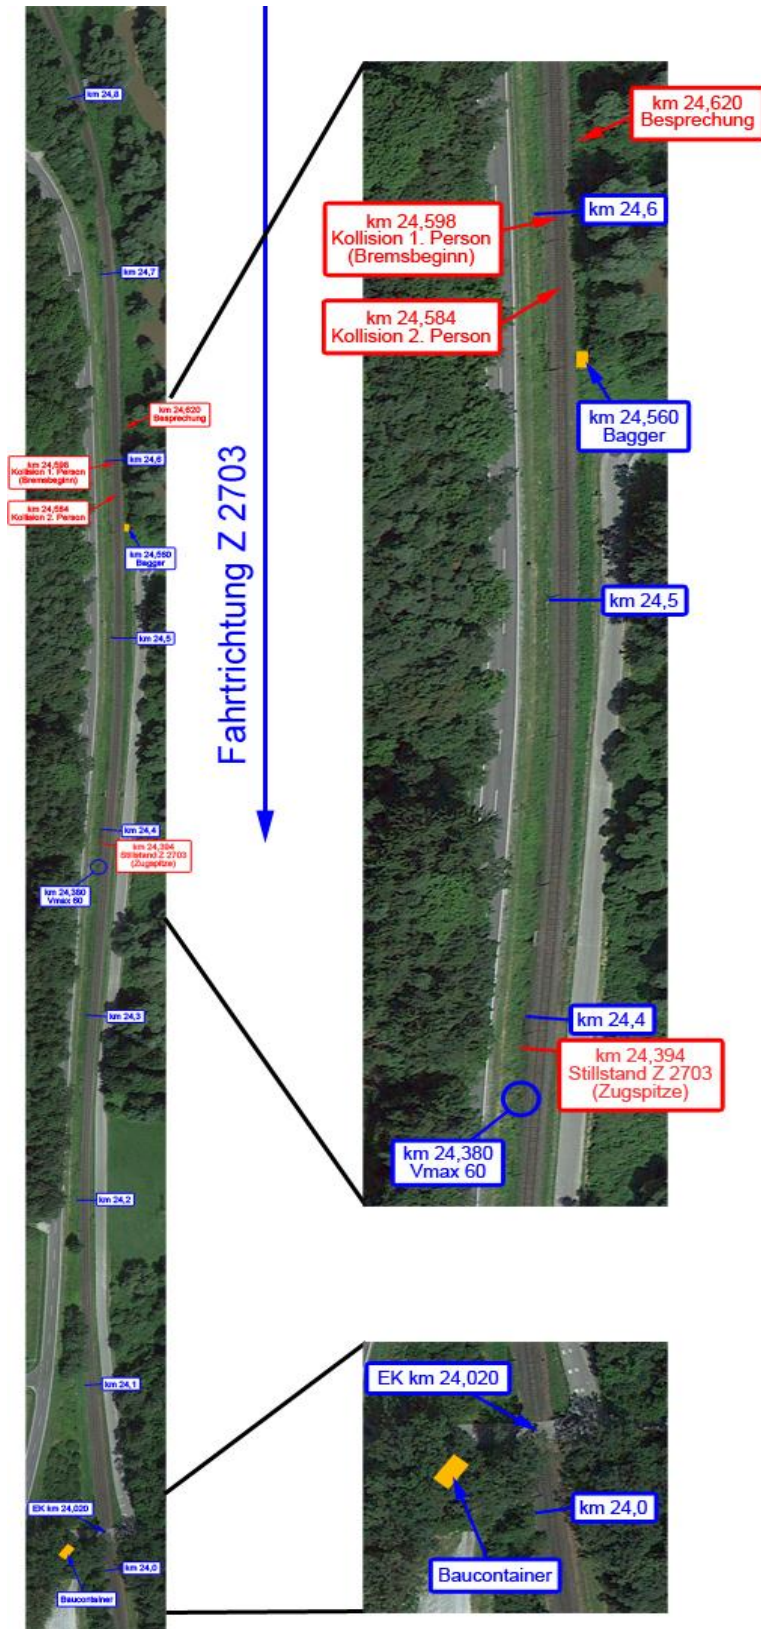 km 24,8
km 24,7
km 24,620
Besprechung
km 24,598
Kollision 1. Person
(Bremsbeginn)
km 24,6
km 24,584
Kollision 2. Person
km 24,560
Bagger
km 24,5
km 24,4
km 24,394
Stillstand Z 2703
(Zugspitze)
km 24,380
Vmax 60
km 24,3
km 24,2
km 24,1
EK km 24,020
km 24,0
Baucontainer
Fahrtrichtung Z 2703
km 24,620
Besprechung
km 24,6
km 24,598
Kollision 1. Person
(Bremsbeginn)
km 24,584
Kollision 2. Person
km 24,560
Bagger
km 24,5
km 24,4
km 24,394
Stillstand Z 2703
(Zugspitze)
km 24,380
Vmax 60
EK km 24,020
km 24,0
Baucontainer